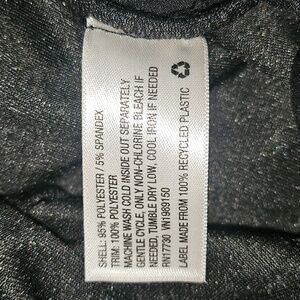 SHELL: 95% POLYESTER / 5% SPANDEX
TRIM: 100% POLYESTER
MACHINE WASH COLD INSIDE OUT SEPARATELY
GENTLE CYCLE, ONLY NON-CHLORINE BLEACH IF
NEEDED, TUMBLE DRY LOW, COOL IRON IF NEEDED
RN17730 VN1989150
LABEL MADE FROM 100% RECYCLED PLASTIC